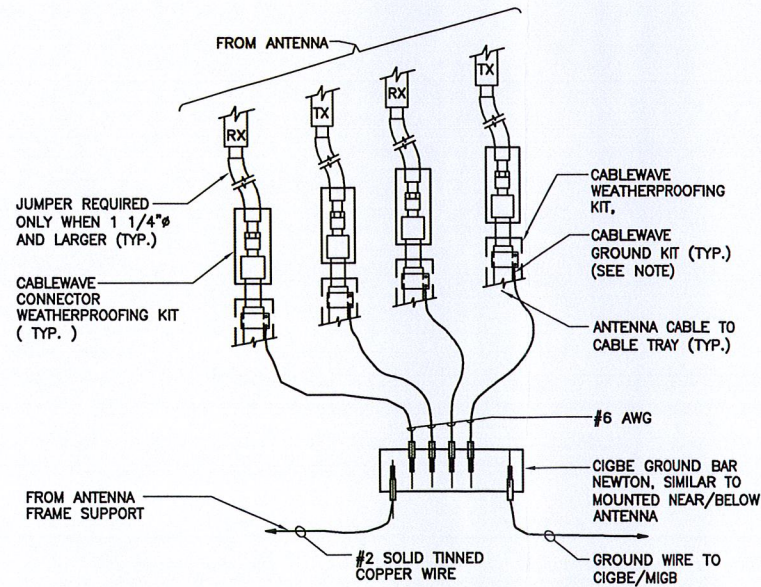 FROM ANTENNA
RX
TX
RX
TX
JUMPER REQUIRED
ONLY WHEN 1 1/4"ø
AND LARGER (TYP.)
CABLEWAVE
CONNECTOR
WEATHERPROOFING KIT
( TYP. )
CABLEWAVE
WEATHERPROOFING
KIT,
CABLEWAVE
GROUND KIT (TYP.)
(SEE NOTE)
ANTENNA CABLE TO
CABLE TRAY (TYP.)
#6 AWG
CIGBE GROUND BAR
NEWTON, SIMILAR TO
MOUNTED NEAR/BELOW
ANTENNA
FROM ANTENNA
FRAME SUPPORT
#2 SOLID TINNED
COPPER WIRE
GROUND WIRE TO
CIGBE/MIGB